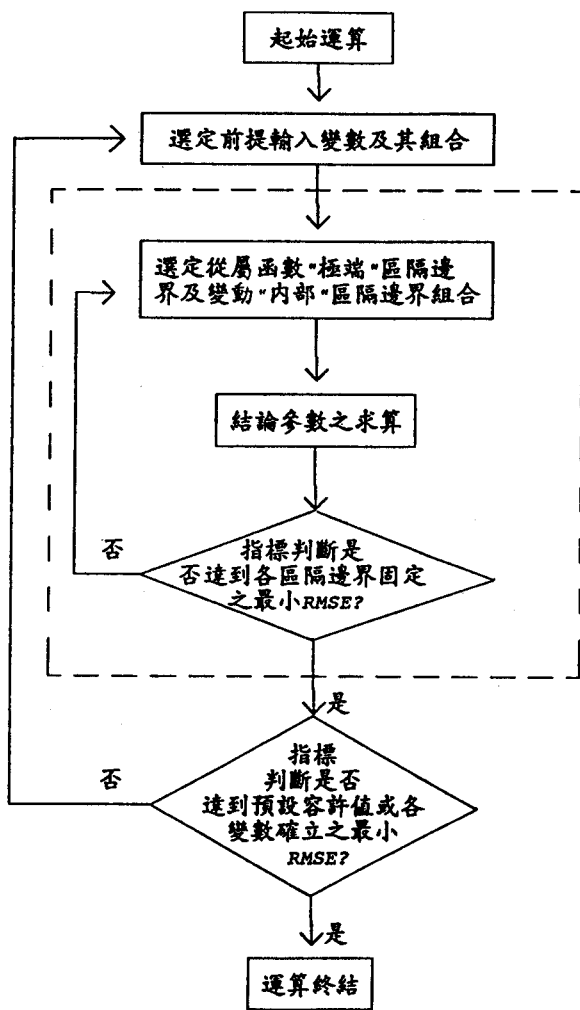 起始運算
選定前提輸入變數及其組合
選定從屬函數"極端"區隔邊
界及變動"內部"區隔邊界組合
結論參數之求算
否
指標判斷是
否達到各區隔邊界固定
之最小RMSE?
是
否
指標
判斷是否
達到預設容許值或各
變數確立之最小
RMSE?
是
運算終結